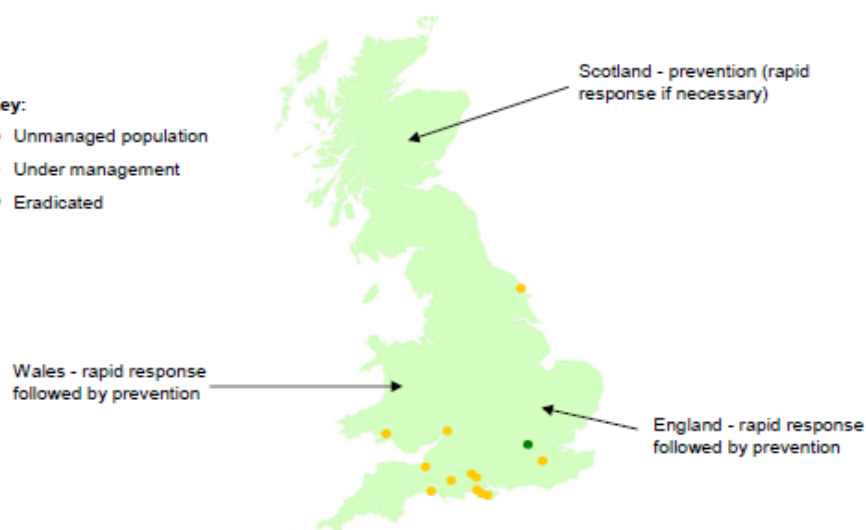 Scotland - prevention (rapid
response if necessary)
ey:
Unmanaged population
Under management
Eradicated
Wales - rapid response
followed by prevention
England - rapid response
followed by prevention